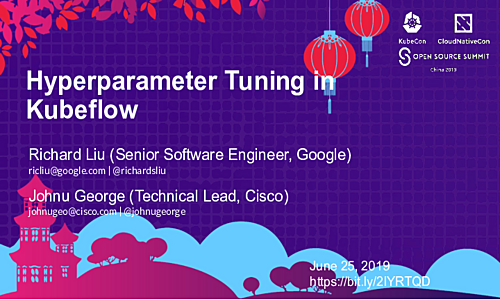 KubeCon
CloudNativeCon
OPEN SOURCE SUMMIT
China 2019
Hyperparameter Tuning in
Kubeflow
Richard Liu (Senior Software Engineer, Google)
ricliu@google.com | @richardsliu
Johnu George (Technical Lead, Cisco)
johnugeo@cisco.com | @johnugeorge
June 25, 2019
https://bit.ly/2IYRTQD